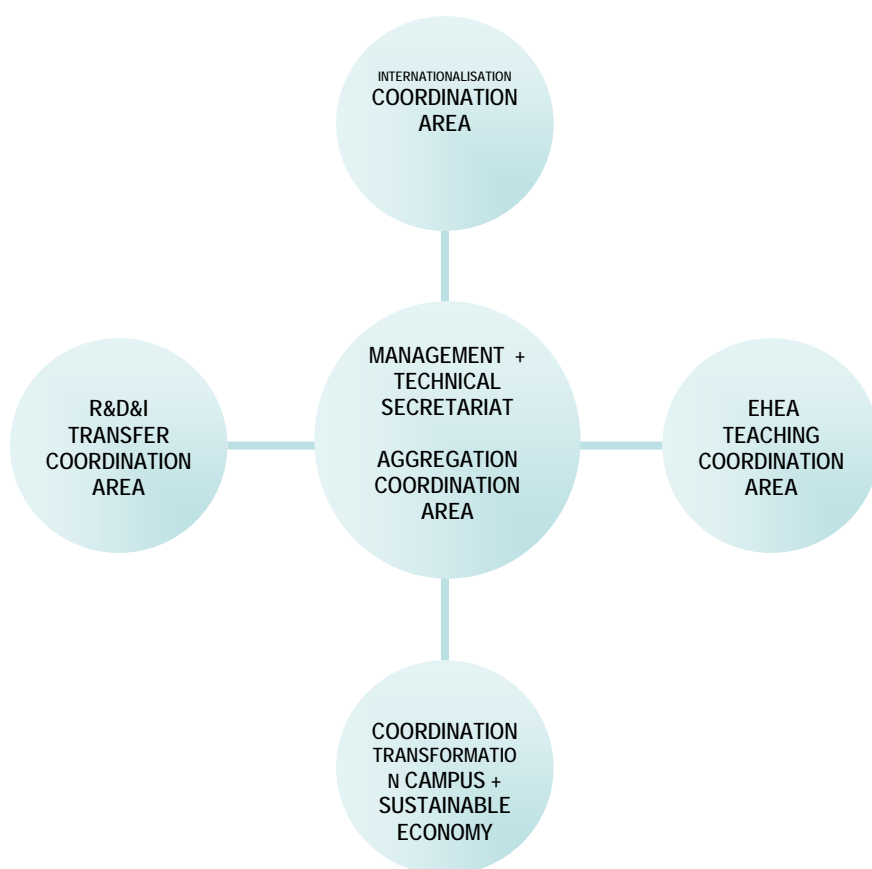 INTERNATIONALISATION
COORDINATION
AREA
R&D&I
TRANSFER
COORDINATION
AREA
MANAGEMENT +
TECHNICAL
SECRETARIAT
AGGREGATION
COORDINATION
AREA
EHEA
TEACHING
COORDINATION
AREA
COORDINATION
TRANSFORMATIO
N CAMPUS +
SUSTAINABLE
ECONOMY